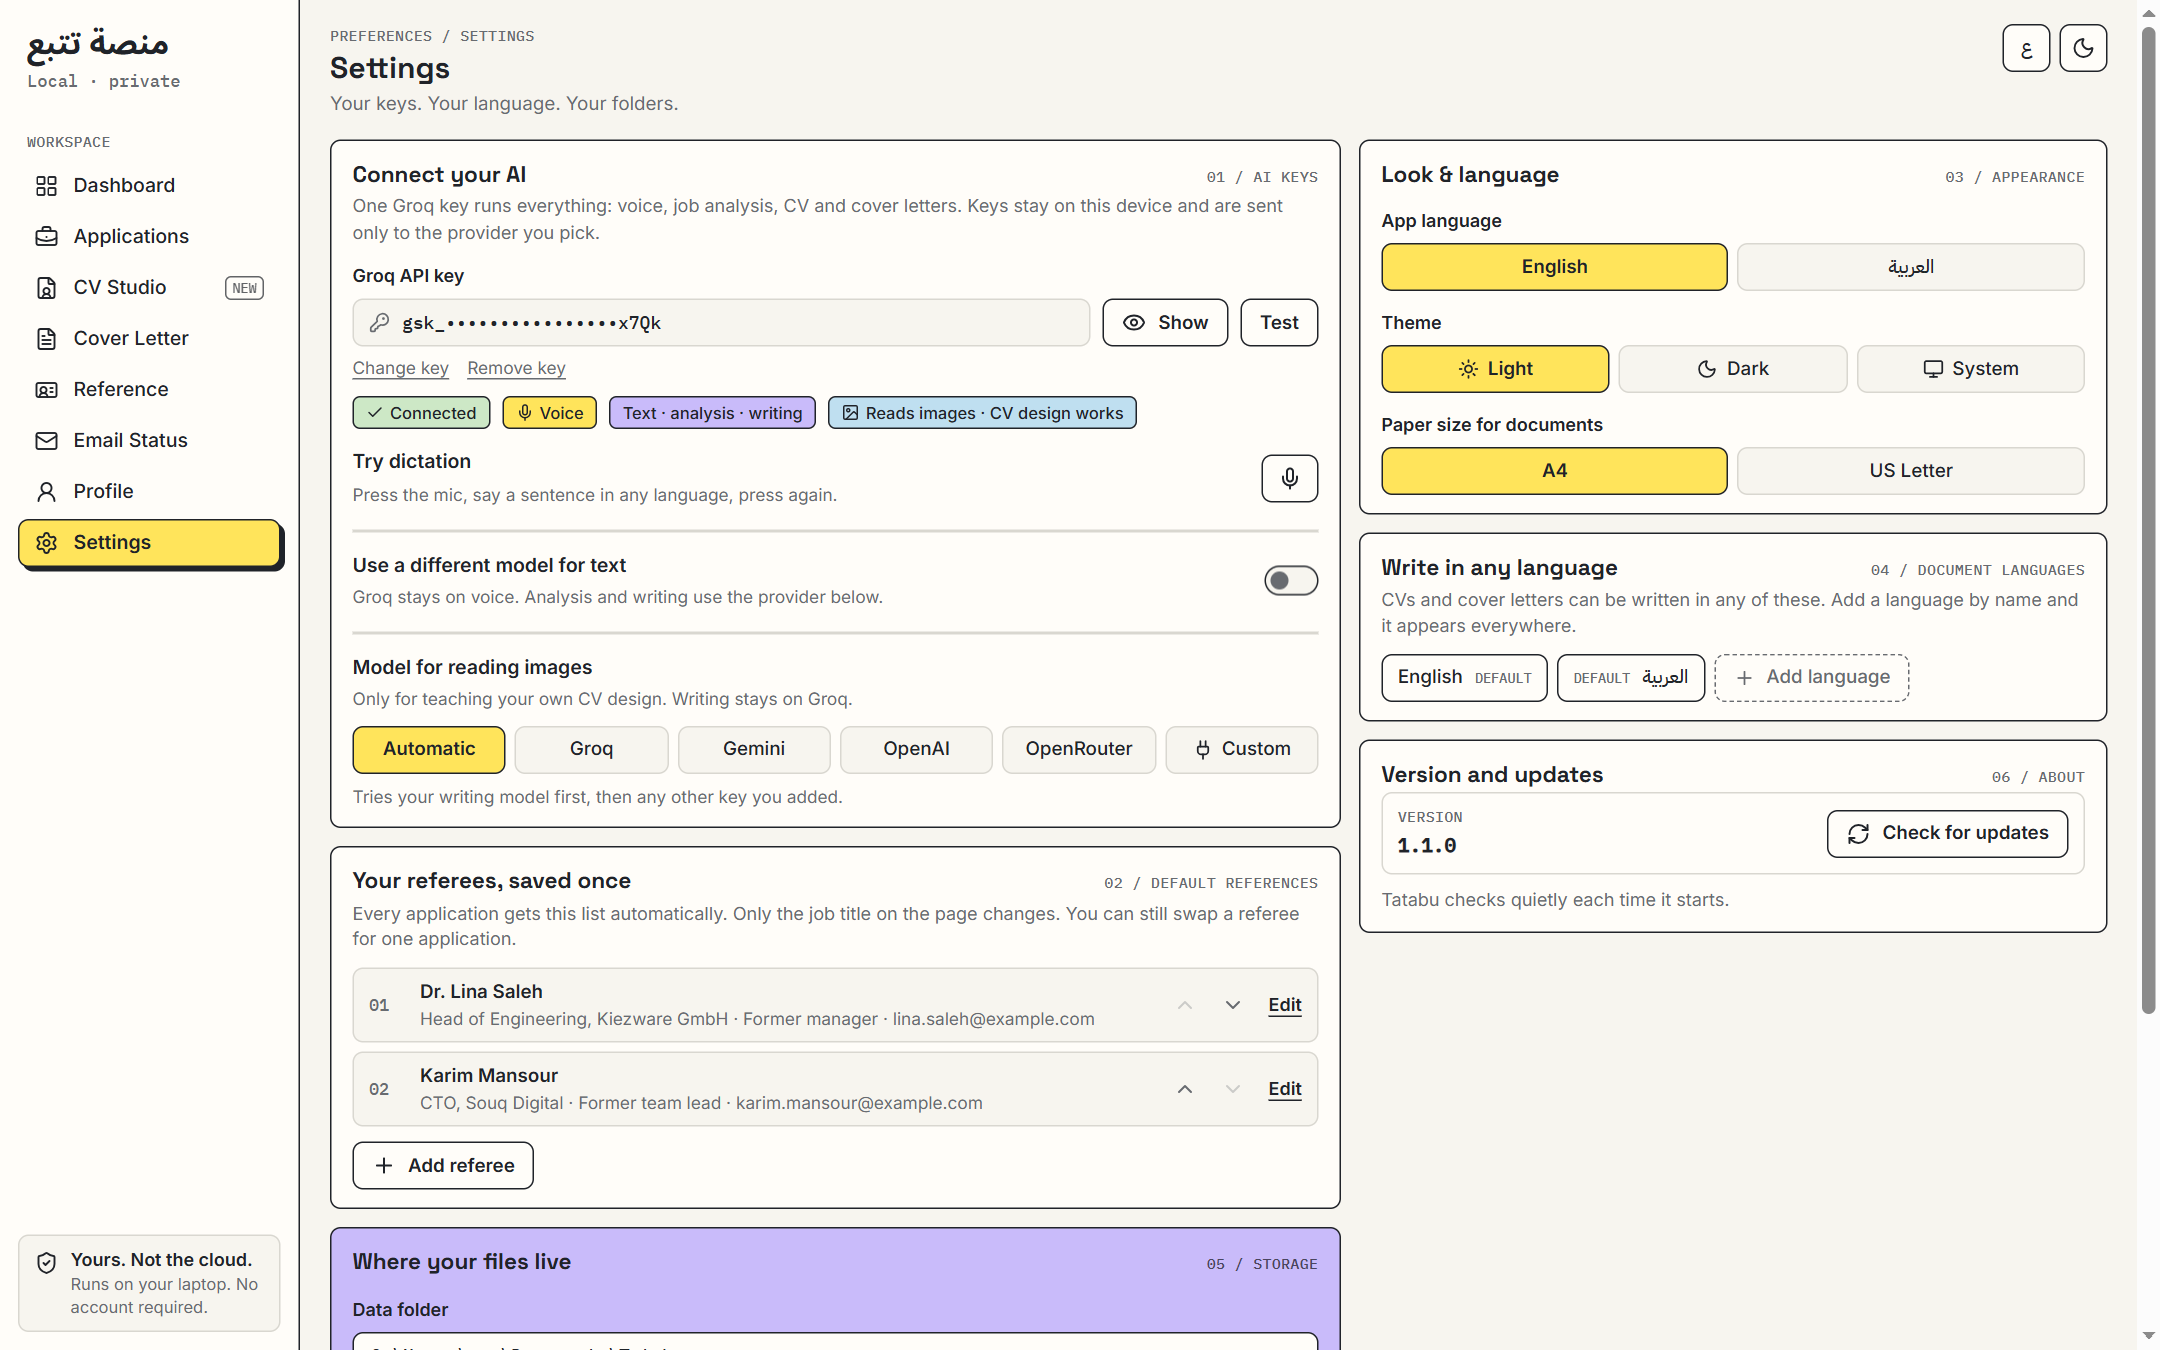 منصة تتبع
Local · private
WORKSPACE
Dashboard
Applications
CV Studio NEW
Cover Letter
Reference
Email Status
Profile
Settings
Yours. Not the cloud.
Runs on your laptop. No
account required.
PREFERENCES / SETTINGS
Settings
Your keys. Your language. Your folders.
ع
Connect your AI 01 / AI KEYS
One Groq key runs everything: voice, job analysis, CV and cover letters. Keys stay on this device and are sent
only to the provider you pick.
Groq API key
gsk_••••••••••••••••x7Qk Show Test
Change key Remove key
Connected Voice Text · analysis · writing Reads images · CV design works
Try dictation
Press the mic, say a sentence in any language, press again.
Use a different model for text
Groq stays on voice. Analysis and writing use the provider below.
Model for reading images
Only for teaching your own CV design. Writing stays on Groq.
Automatic Groq Gemini OpenAI OpenRouter Custom
Tries your writing model first, then any other key you added.
Your referees, saved once 02 / DEFAULT REFERENCES
Every application gets this list automatically. Only the job title on the page changes. You can still swap a referee
for one application.
01 Dr. Lina Saleh Edit
Head of Engineering, Kiezware GmbH · Former manager · lina.saleh@example.com
02 Karim Mansour Edit
CTO, Souq Digital · Former team lead · karim.mansour@example.com
Add referee
Where your files live 05 / STORAGE
Data folder
Look & language 03 / APPEARANCE
App language
English العربية
Theme
Light Dark System
Paper size for documents
A4 US Letter
Write in any language 04 / DOCUMENT LANGUAGES
CVs and cover letters can be written in any of these. Add a language by name and
it appears everywhere.
English DEFAULT العربية DEFAULT Add language
Version and updates 06 / ABOUT
VERSION
1.1.0 Check for updates
Tatabu checks quietly each time it starts.